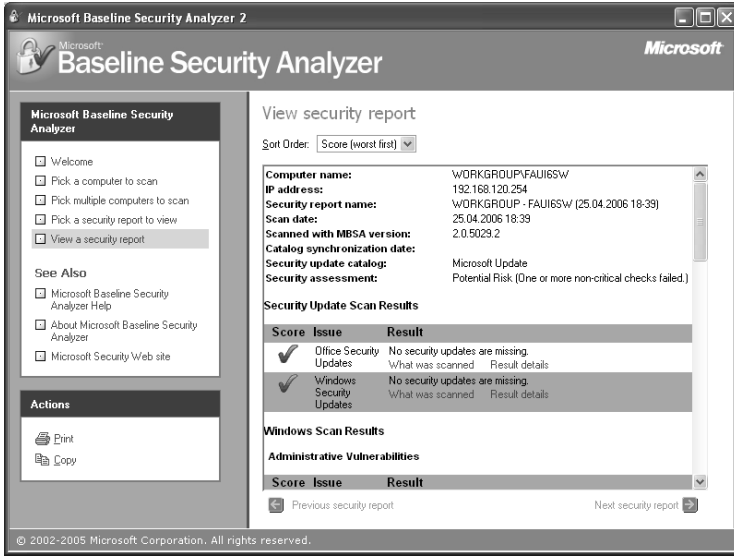 Microsoft Baseline Security Analyzer 2
Microsoft
Baseline Security Analyzer
Microsoft
Microsoft Baseline Security
Analyzer
Welcome
Pick a computer to scan
Pick multiple computers to scan
Pick a security report to view
View a security report
See Also
Microsoft Baseline Security
Analyzer Help
About Microsoft Baseline Security
Analyzer
Microsoft Security Web site
Actions
Print
Copy
View security report
Sort Order: Score (worst first)
Computer name: WORKGROUP\FAUI6SW
IP address: 192.168.120.254
Security report name: WORKGROUP - FAUI6SW (25.04.2006 18-39)
Scan date: 25.04.2006 18:39
Scanned with MBSA version: 2.0.5029.2
Catalog synchronization date:
Security update catalog: Microsoft Update
Security assessment: Potential Risk (One or more non-critical checks failed.)
Security Update Scan Results
Score Issue Result
Office Security No security updates are missing.
Updates What was scanned Result details
Windows No security updates are missing.
Security What was scanned Result details
Updates
Windows Scan Results
Administrative Vulnerabilities
Score Issue Result
Previous security report Next security report
© 2002-2005 Microsoft Corporation. All rights reserved.